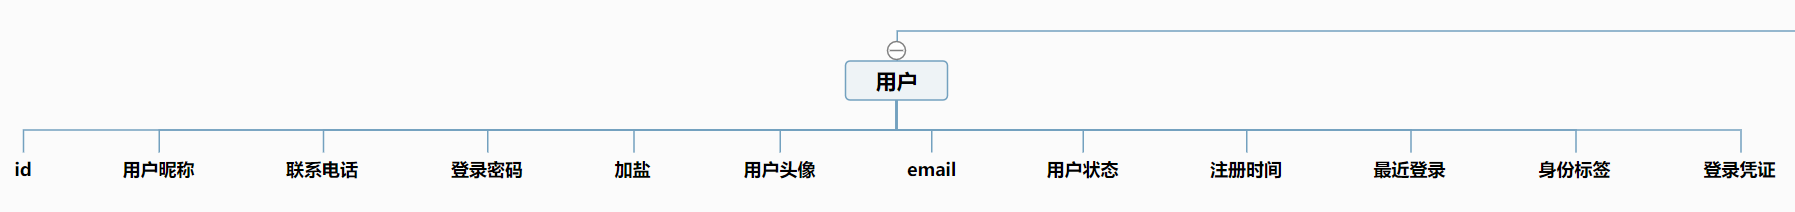 用户
id
用户昵称
联系电话
登录密码
加盐
用户头像
email
用户状态
注册时间
最近登录
身份标签
登录凭证